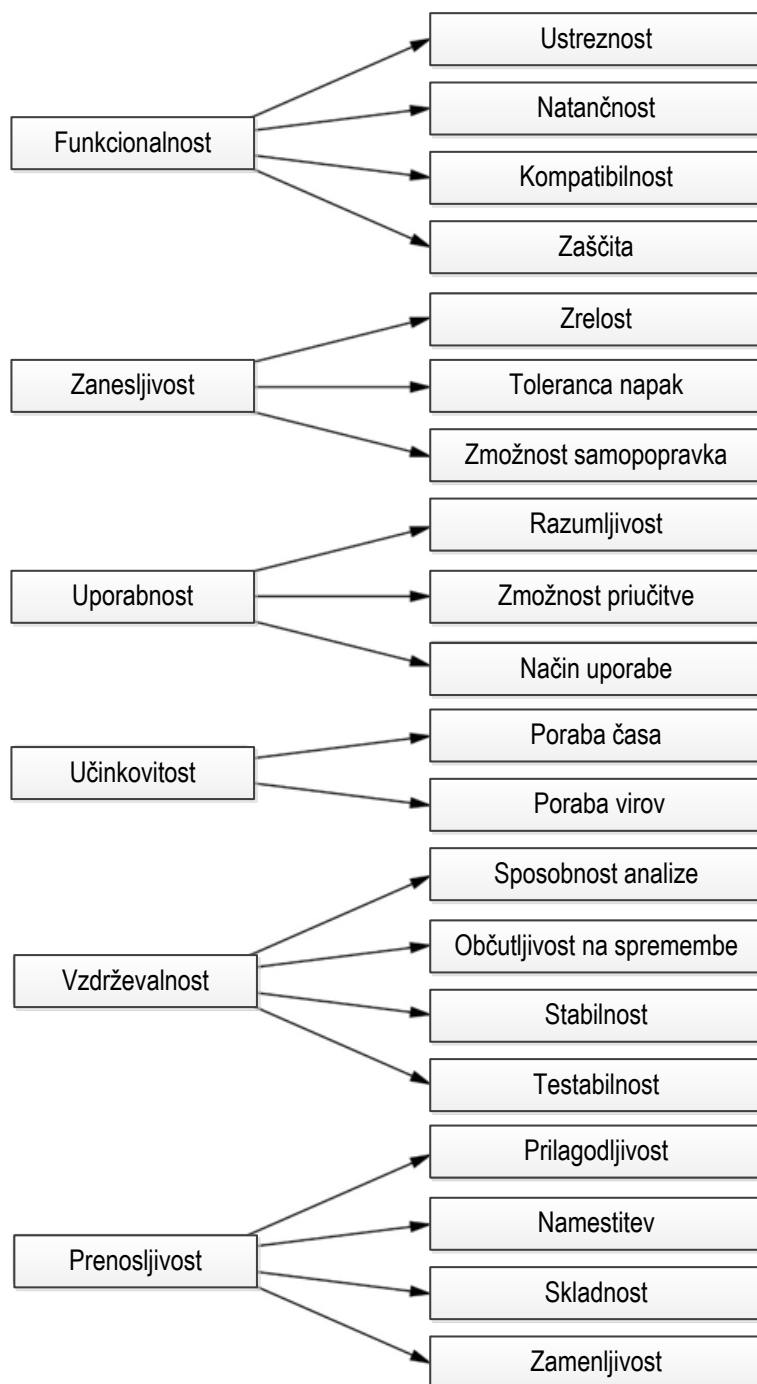 Funkcionalnost
Ustreznost
Natančnost
Kompatibilnost
Zaščita
Zanesljivost
Zrelost
Toleranca napak
Zmožnost samopopravka
Uporabnost
Razumljivost
Zmožnost priučitve
Način uporabe
Učinkovitost
Poraba časa
Poraba virov
Vzdrževalnost
Sposobnost analize
Občutljivost na spremembe
Stabilnost
Testabilnost
Prenosljivost
Prilagodljivost
Namestitev
Skladnost
Zamenljivost